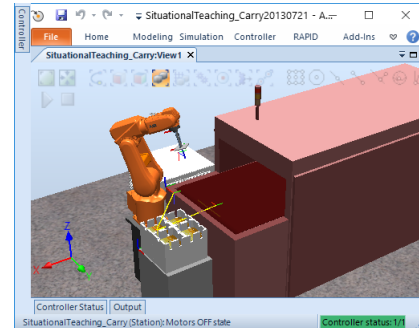 SituationalTeaching_Carry20130721 - A...
File Home Modeling Simulation Controller RAPID Add-Ins
Controller
SituationalTeaching_Carry:View1
Z
X
Controller Status Output
SituationalTeaching_Carry (Station): Motors OFF state Controller status: 1/1